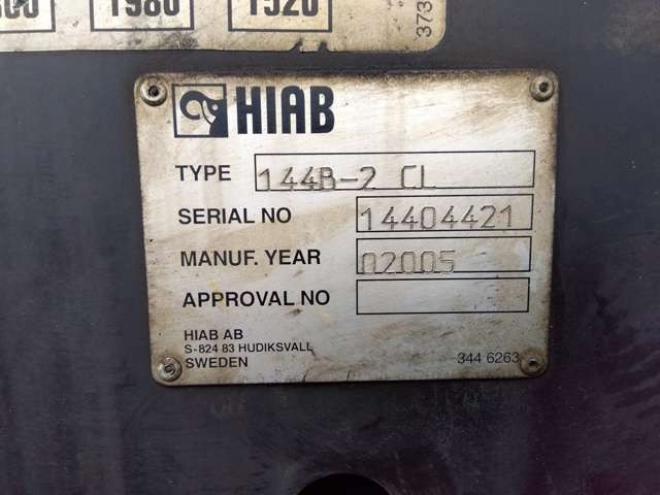 1980
1520
373
HIAB
TYPE 144B-2 CL
SERIAL NO 14404421
MANUF. YEAR 02005
APPROVAL NO
HIAB AB
S-824 83 HUDIKSVALL
SWEDEN
344 6263